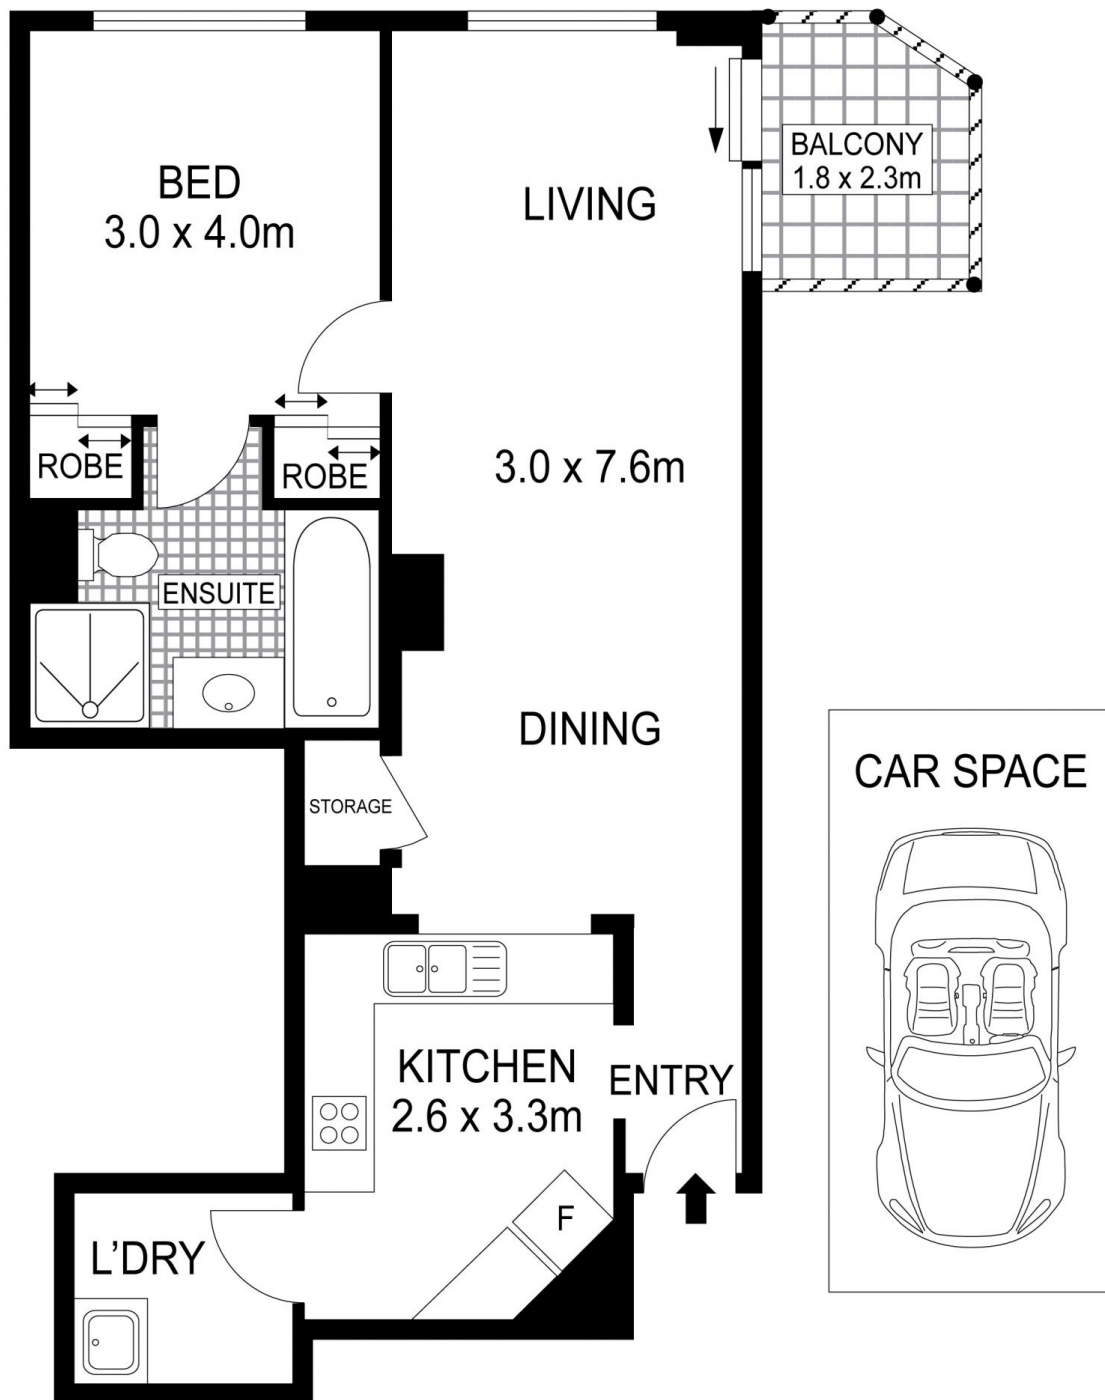 BED
3.0 x 4.0m
LIVING
BALCONY
1.8 x 2.3m
ROBE
ROBE
3.0 x 7.6m
ENSUITE
DINING
STORAGE
CAR SPACE
KITCHEN
2.6 x 3.3m
ENTRY
F
L'DRY